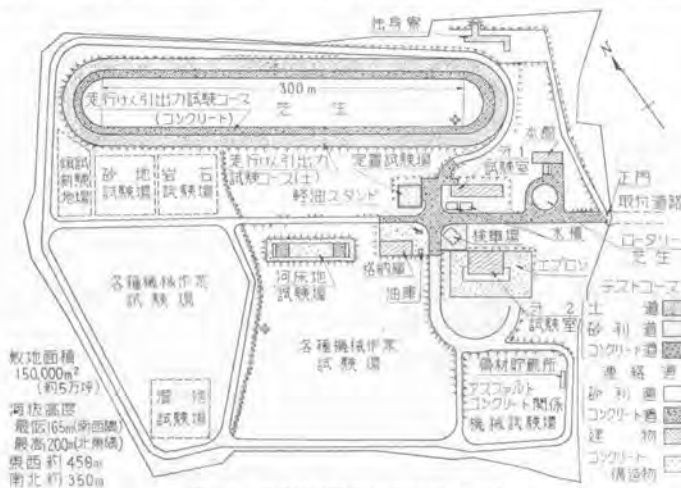 独身寮
N
300m
走行けん引出力試験コース
(コンクリート)
芝生
本館
第1
試験室
傾斜
試験
地場
砂地
試験場
岩石
試験場
走行けん引出力
試験コース(土)
定置試験場
軽油スタンド
正門
取付道路
検車場
水槽
ロータリー
芝生
格納庫
油庫
エプロン
河床地
試験場
各種機械作業
試験場
第2
試験室
各種機械作業
試験場
骨材貯蔵所
アスファルト
コンクリート関係
機械試験場
試験場
テストコース
土道
砂利道
コンクリート道
連絡道
砂利道
コンクリート道
建物
コンクリート
構造物
敷地面積
150,000m²
(約5万坪)
海抜高度
最低165m(南西隅)
最高200m(北東隅)
東西約458m
南北約350m